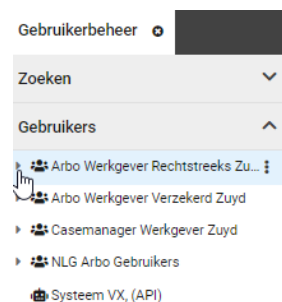 Gebruikerbeheer
Zoeken
Gebruikers
Arbo Werkgever Rechtstreeks Zu...
Arbo Werkgever Verzekerd Zuyd
Casemanager Werkgever Zuyd
NLG Arbo Gebruikers
Systeem VX, (API)